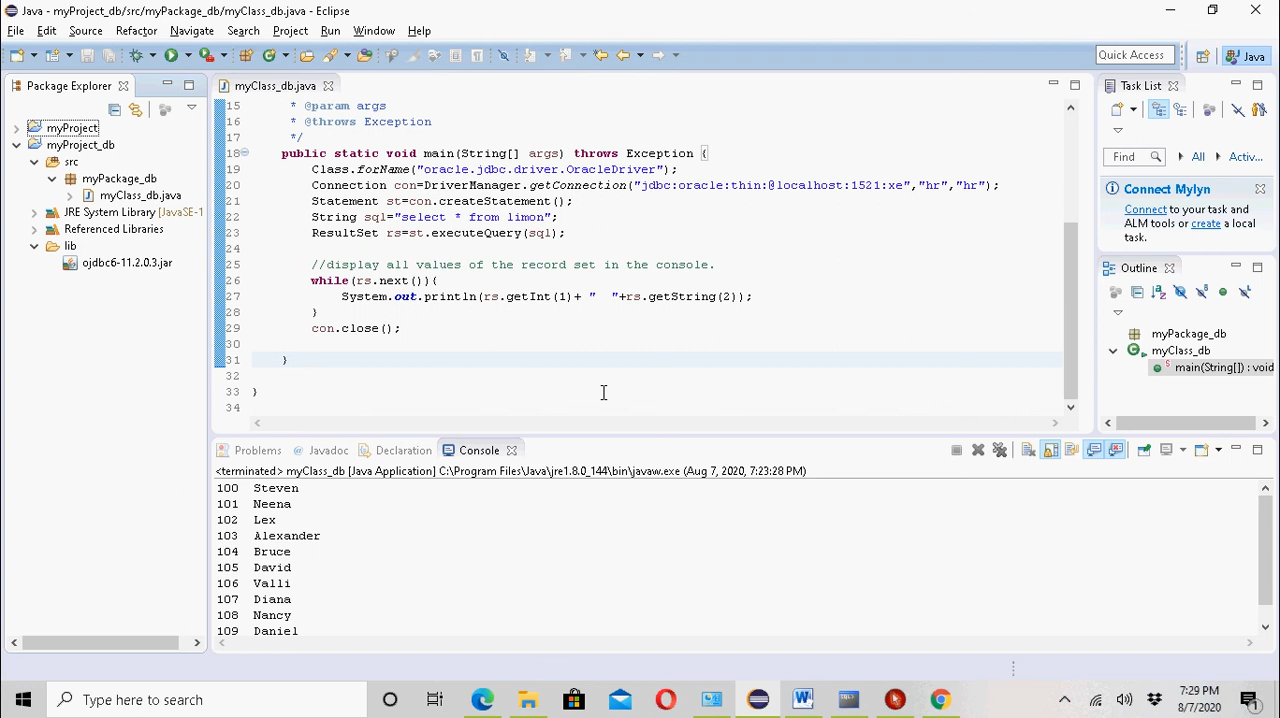 Java - myProject_db/src/myPackage_db/myClass_db.java - Eclipse
File Edit Source Refactor Navigate Search Project Run Window Help
Quick Access
Java
Package Explorer
myProject
myProject_db
src
myPackage_db
myClass_db.java
JRE System Library [JavaSE-1
Referenced Libraries
lib
ojdbc6-11.2.0.3.jar
myClass_db.java
15 * @param args
16 * @throws Exception
17 */
18 public static void main(String[] args) throws Exception {
19 Class.forName("oracle.jdbc.driver.OracleDriver");
20 Connection con=DriverManager.getConnection("jdbc:oracle:thin:@localhost:1521:xe","hr","hr");
21 Statement st=con.createStatement();
22 String sql="select * from limon";
23 ResultSet rs=st.executeQuery(sql);
24
25 //display all values of the record set in the console.
26 while(rs.next()){
27 System.out.println(rs.getInt(1)+ "  "+rs.getString(2));
28 }
29 con.close();
30
31 }
32
33 }
34
Task List
Find All Activ...
Connect Mylyn
Connect to your task and
ALM tools or create a local
task.
Outline
myPackage_db
myClass_db
main(String[]) : void
Problems Javadoc Declaration Console
<terminated> myClass_db [Java Application] C:\Program Files\Java\jre1.8.0_144\bin\javaw.exe (Aug 7, 2020, 7:23:28 PM)
100 Steven
101 Neena
102 Lex
103 Alexander
104 Bruce
105 David
106 Valli
107 Diana
108 Nancy
109 Daniel
Type here to search
7:29 PM
8/7/2020
1